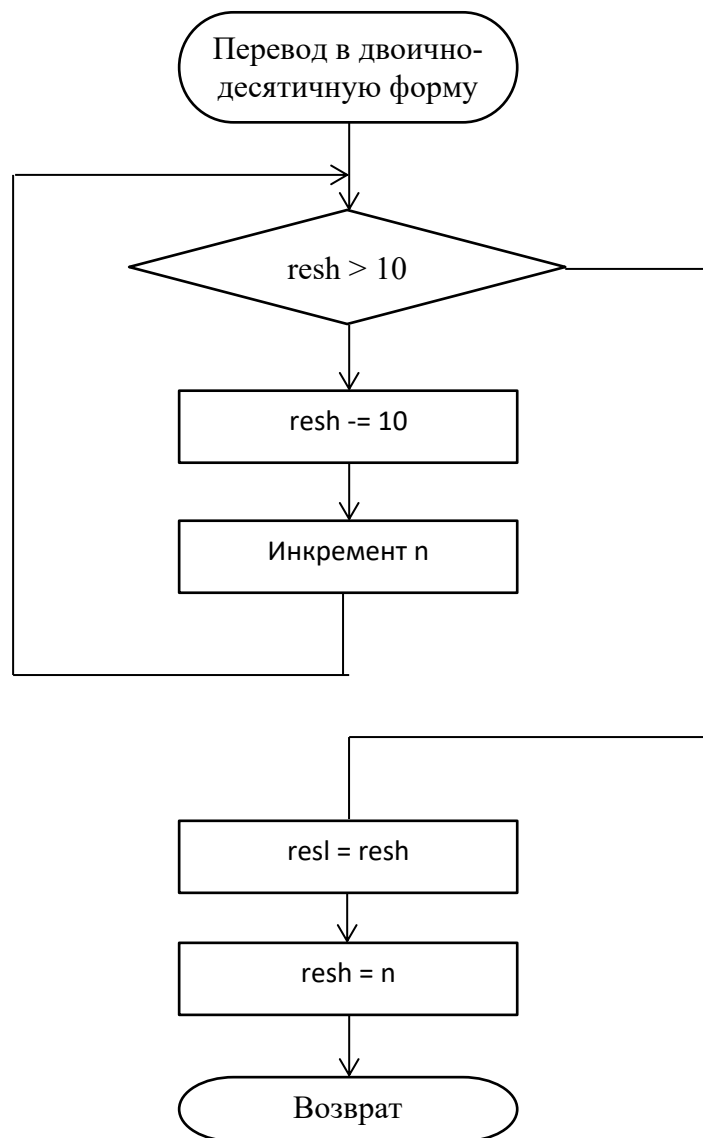 Перевод в двоично-
десятичную форму
resh > 10
resh -= 10
Инкремент n
resl = resh
resh = n
Возврат